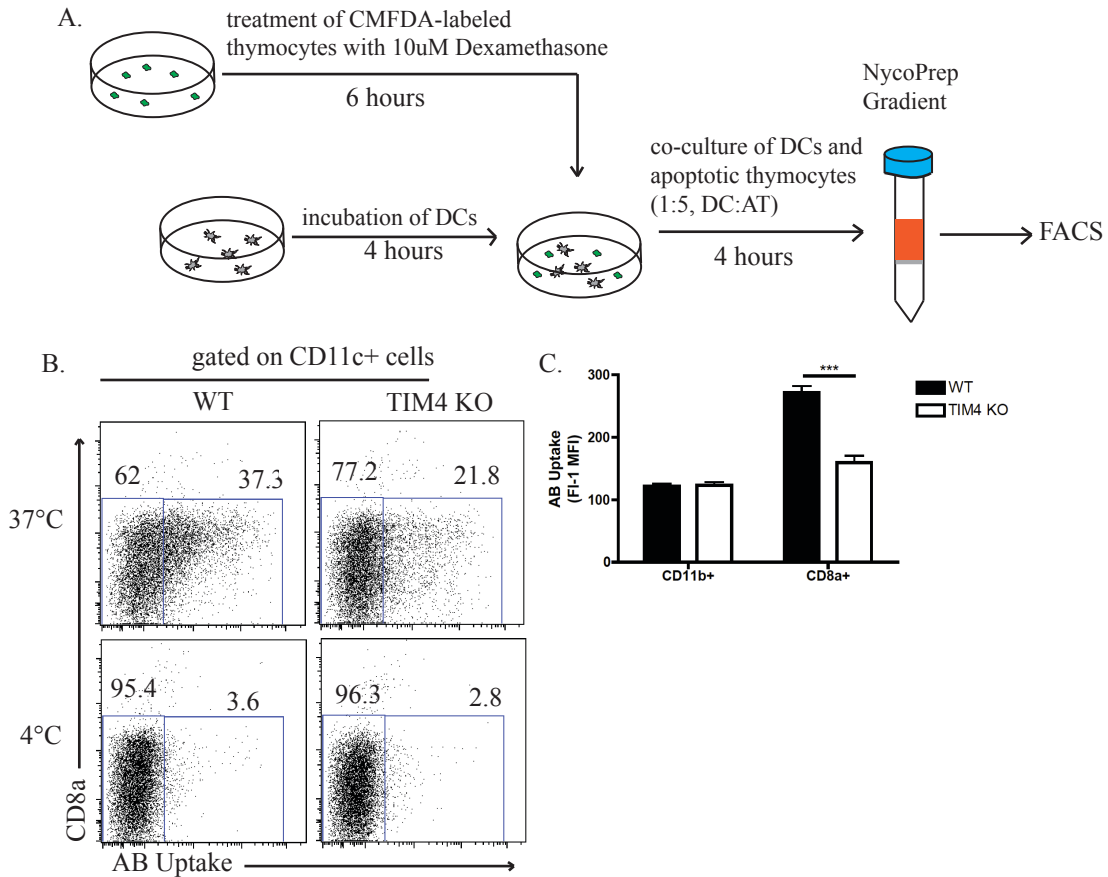 A.
treatment of CMFDA-labeled
thymocytes with 10uM Dexamethasone
6 hours
incubation of DCs
4 hours
co-culture of DCs and
apoptotic thymocytes
(1:5, DC:AT)
4 hours
NycoPrep
Gradient
FACS
B.
gated on CD11c+ cells
WT
TIM4 KO
37°C
62
37.3
77.2
21.8
4°C
95.4
3.6
96.3
2.8
CD8a
AB Uptake
C.
300
200
100
0
AB Uptake
(Fl-1 MFI)
***
WT
TIM4 KO
CD11b+
CD8a+